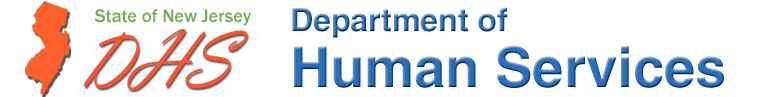 State of New Jersey
DHS
Department of
Human Services